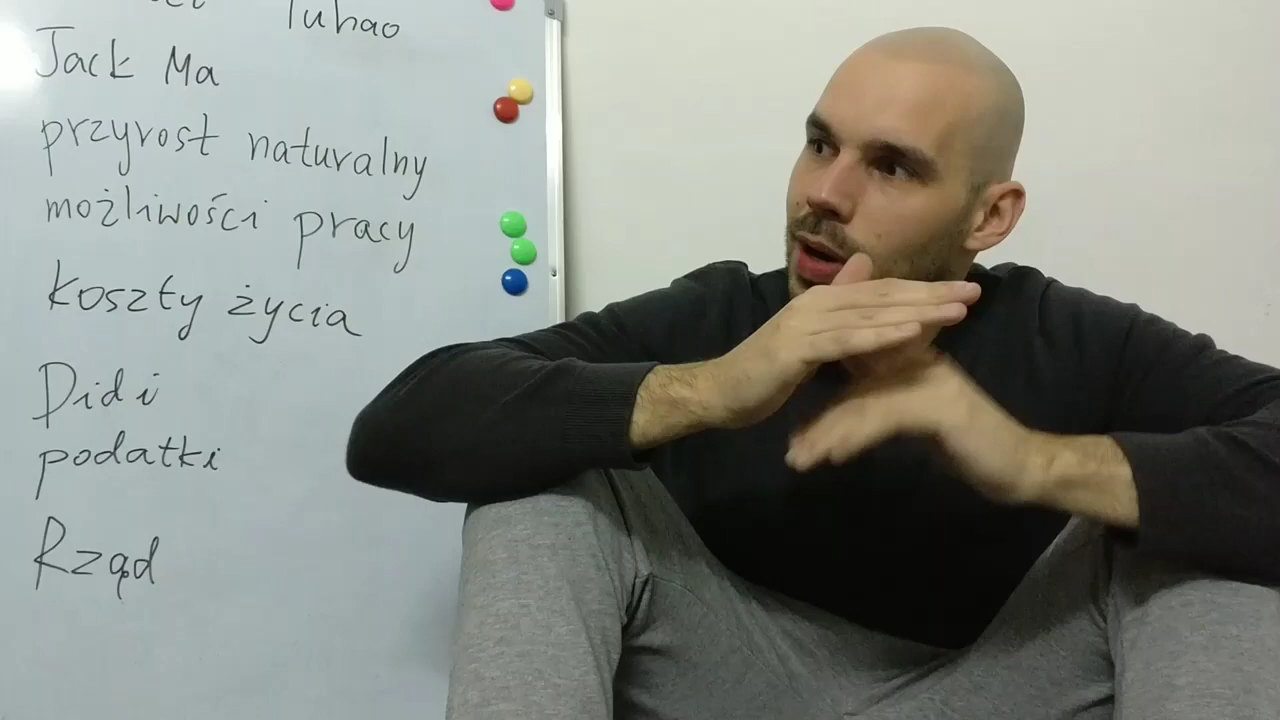 Tuhao
Jack Ma
przyrost naturalny
możliwości pracy
koszty życia
Didi
podatki
Rząd